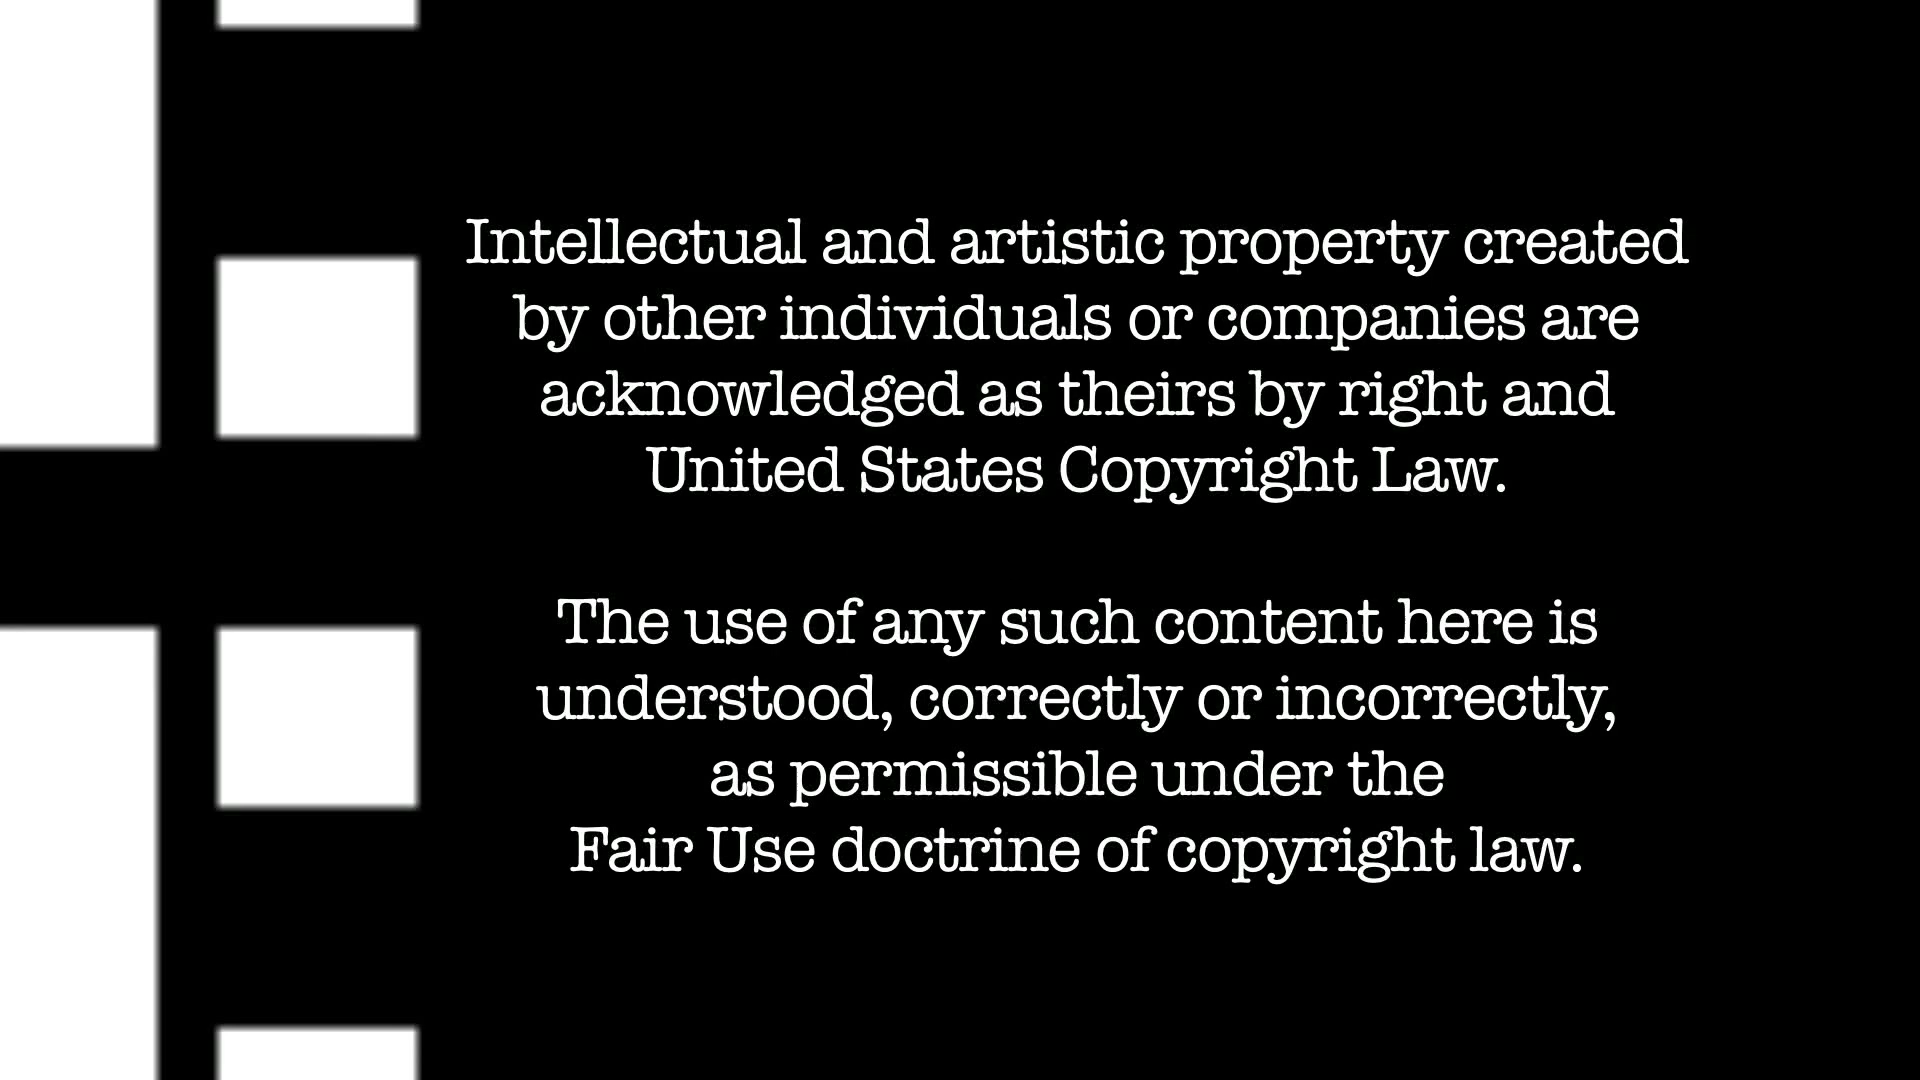 Intellectual and artistic property created
by other individuals or companies are
acknowledged as theirs by right and
United States Copyright Law.
The use of any such content here is
understood, correctly or incorrectly,
as permissible under the
Fair Use doctrine of copyright law.